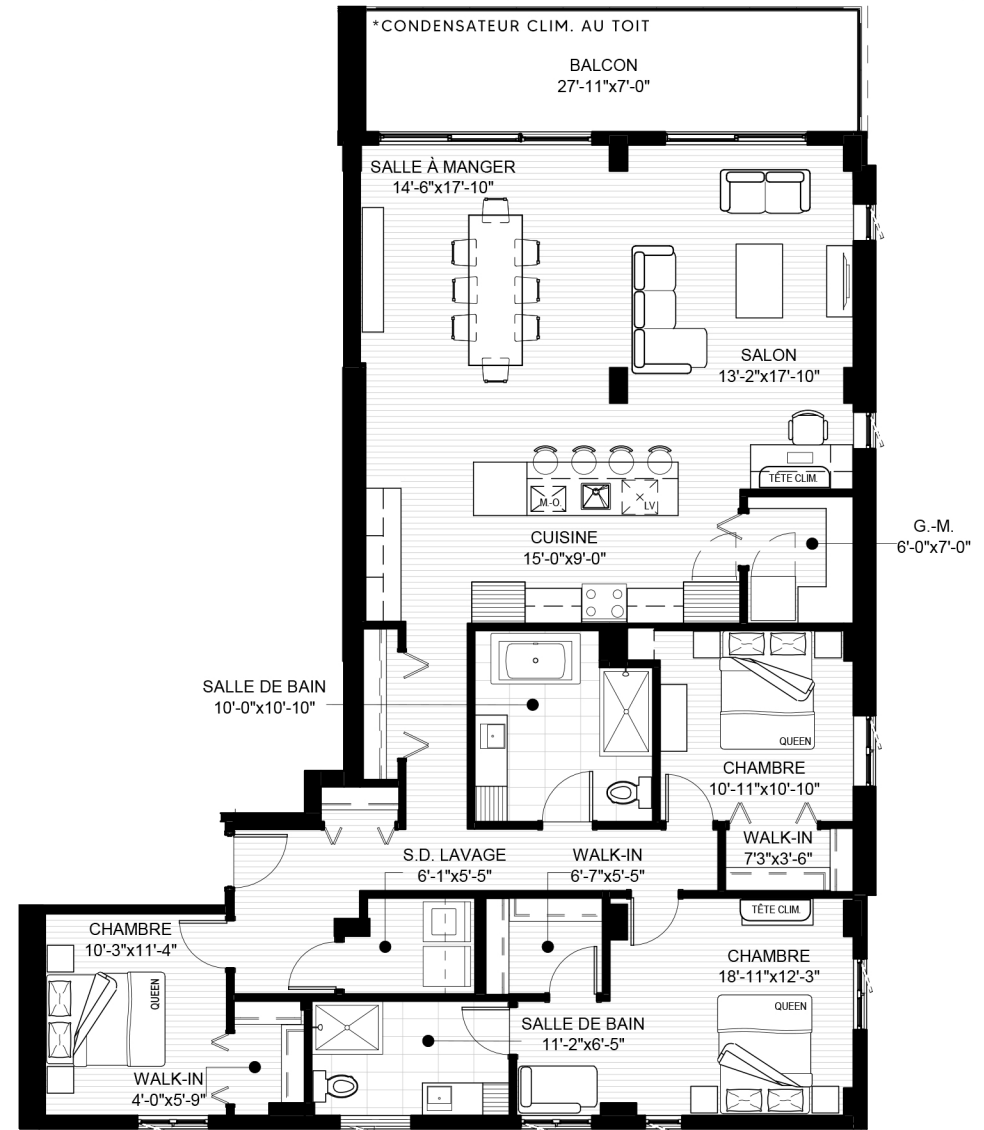 *CONDENSATEUR CLIM. AU TOIT
BALCON
27'-11"x7'-0"
SALLE À MANGER
14'-6"x17'-10"
SALON
13'-2"x17'-10"
TÊTE CLIM.
M.-O.
LV
CUISINE
15'-0"x9'-0"
G.-M.
6'-0"x7'-0"
SALLE DE BAIN
10'-0"x10'-10"
QUEEN
CHAMBRE
10'-11"x10'-10"
WALK-IN
7'3"x3'-6"
S.D. LAVAGE
6'-1"x5'-5"
WALK-IN
6'-7"x5'-5"
TÊTE CLIM.
CHAMBRE
10'-3"x11'-4"
QUEEN
CHAMBRE
18'-11"x12'-3"
QUEEN
SALLE DE BAIN
11'-2"x6'-5"
WALK-IN
4'-0"x5'-9"